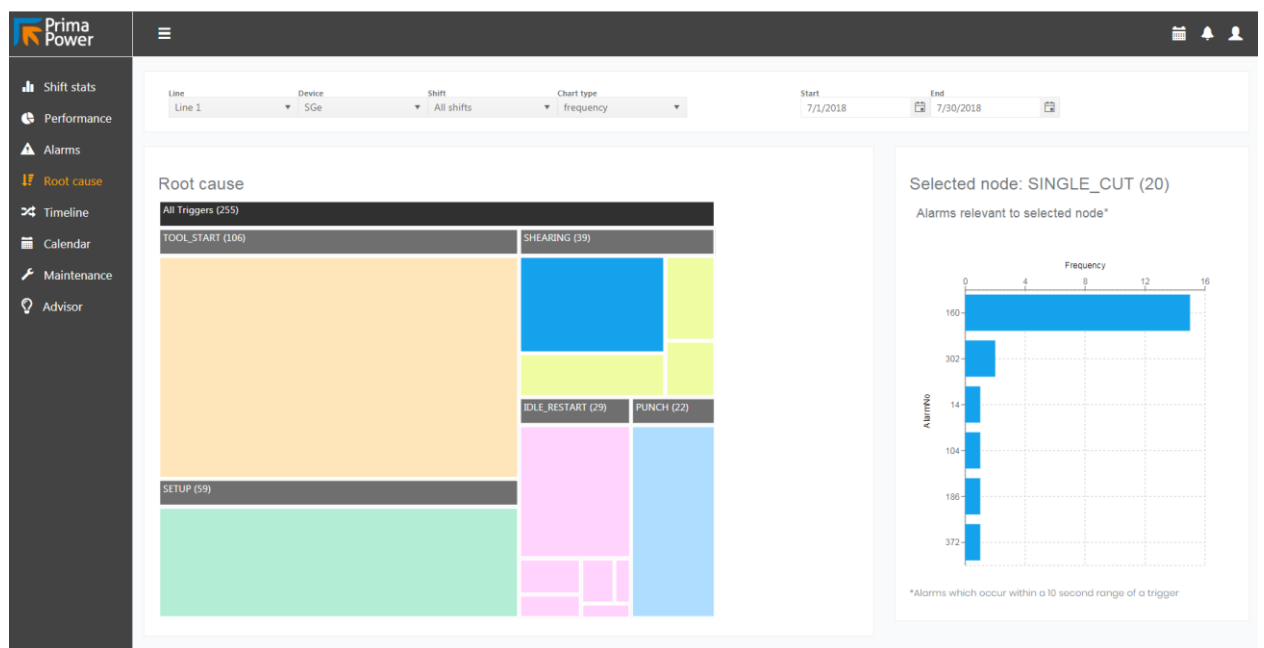 Prima
Power
Shift stats
Performance
Alarms
Root cause
Timeline
Calendar
Maintenance
Advisor
Line Device Shift Chart type Start End
Line 1 SGe All shifts frequency 7/1/2018 7/30/2018
Root cause
All Triggers (255)
TOOL_START (106) SHEARING (39)
IDLE_RESTART (29) PUNCH (22)
SETUP (59)
Selected node: SINGLE_CUT (20)
Alarms relevant to selected node*
Frequency
0 4 8 12 16
AlarmNo
160
302
14
104
186
372
*Alarms which occur within a 10 second range of a trigger